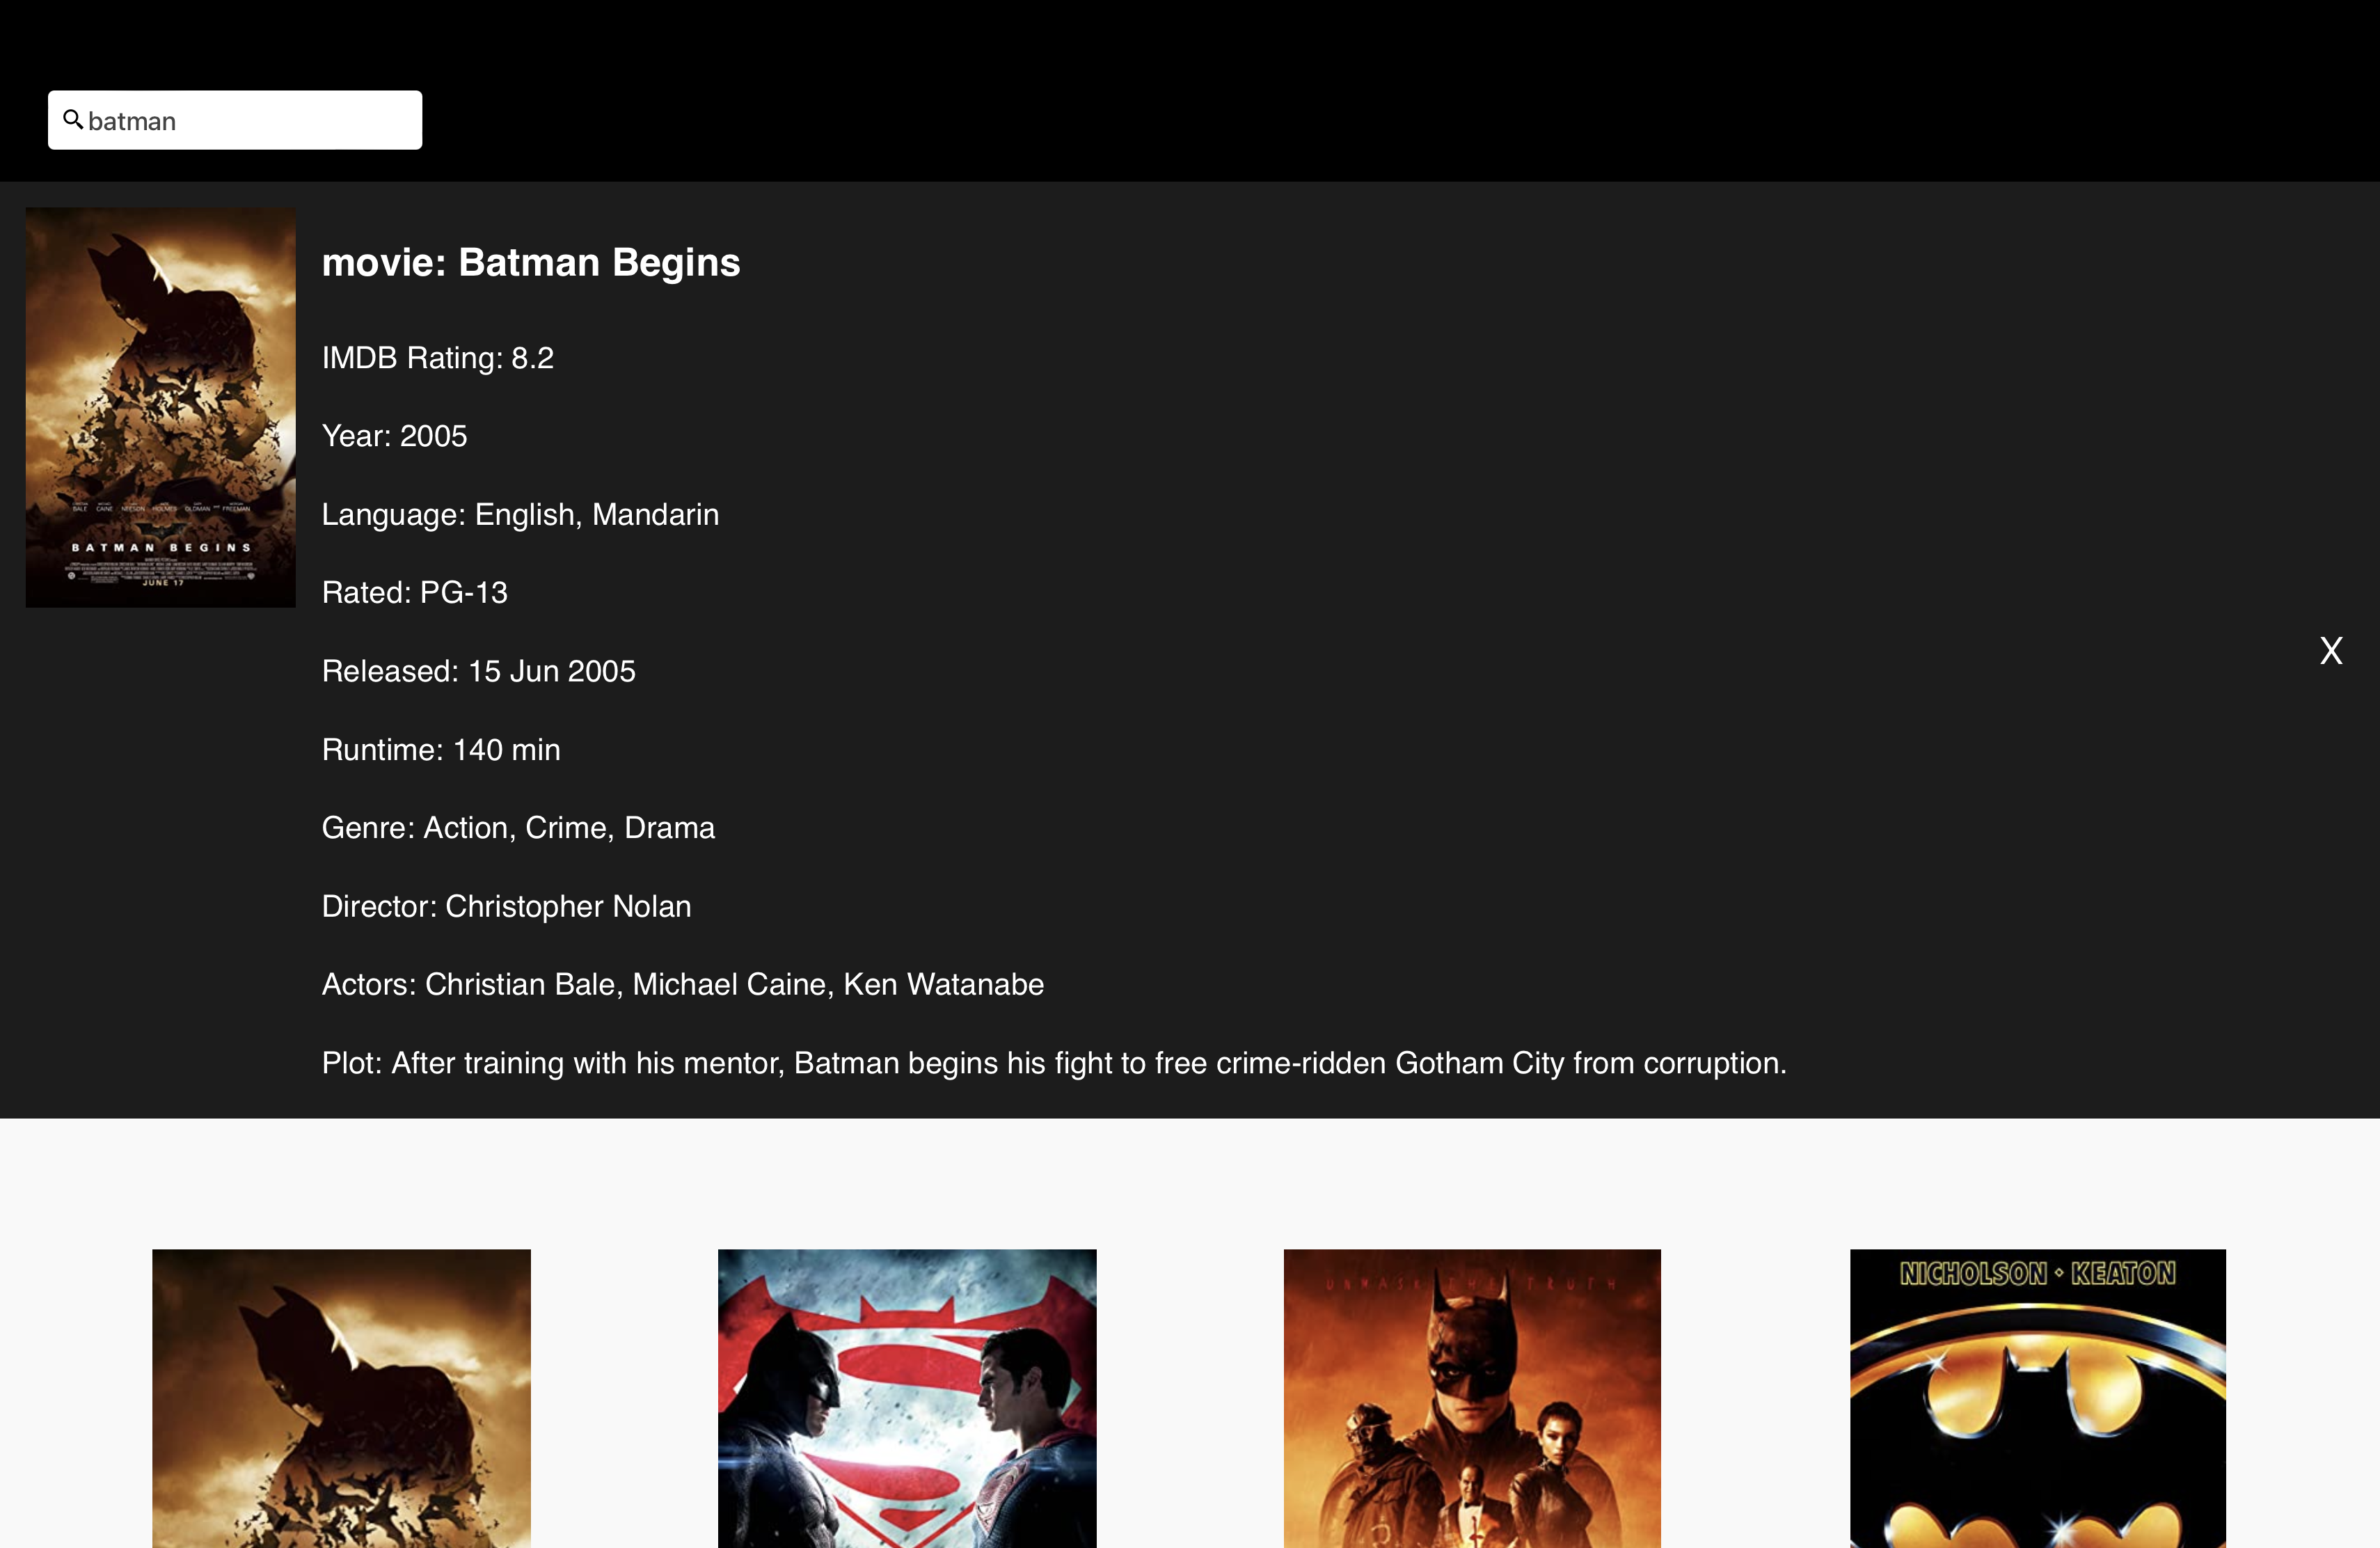 batman
movie: Batman Begins
IMDB Rating: 8.2
Year: 2005
Language: English, Mandarin
Rated: PG-13
Released: 15 Jun 2005
Runtime: 140 min
Genre: Action, Crime, Drama
Director: Christopher Nolan
Actors: Christian Bale, Michael Caine, Ken Watanabe
Plot: After training with his mentor, Batman begins his fight to free crime-ridden Gotham City from corruption.
X
BALE CAINE NEESON HOLMES OLDMAN AND FREEMAN
BATMAN BEGINS
JUNE 17
UNMASK THE TRUTH
NICHOLSON • KEATON